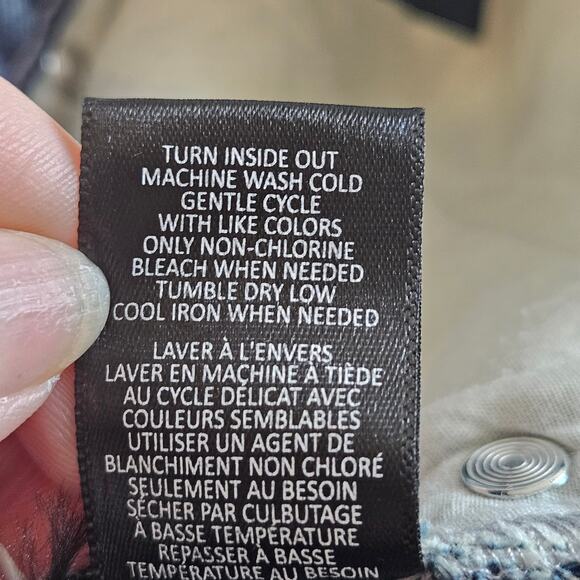 TURN INSIDE OUT
MACHINE WASH COLD
GENTLE CYCLE
WITH LIKE COLORS
ONLY NON-CHLORINE
BLEACH WHEN NEEDED
TUMBLE DRY LOW
COOL IRON WHEN NEEDED
LAVER À L'ENVERS
LAVER EN MACHINE À TIÈDE
AU CYCLE DÉLICAT AVEC
COULEURS SEMBLABLES
UTILISER UN AGENT DE
BLANCHIMENT NON CHLORÉ
SEULEMENT AU BESOIN
SÉCHER PAR CULBUTAGE
À BASSE TEMPÉRATURE
REPASSER À BASSE
TEMPÉRATURE AU BESOIN